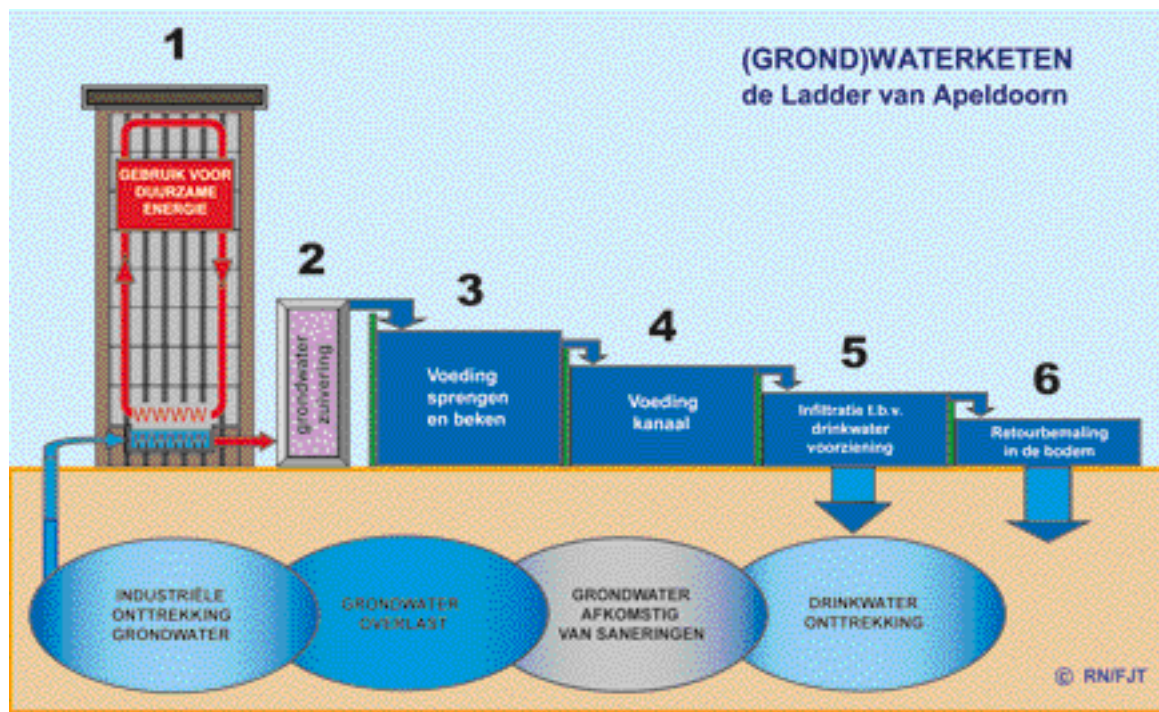 1
(GROND)WATERKETEN
de Ladder van Apeldoorn
GEBRUIK VOOR
DUURZAME
ENERGIE
2
grondwater
zuivering
3
Voeding
sprengen
en beken
4
Voeding
kanaal
5
Infiltratie t.b.v.
drinkwater
voorziening
6
Retourbemaling
in de bodem
INDUSTRIËLE
ONTTREKKING
GRONDWATER
GRONDWATER
OVERLAST
GRONDWATER
AFKOMSTIG
VAN SANERINGEN
DRINKWATER
ONTTREKKING
© RN/FJT